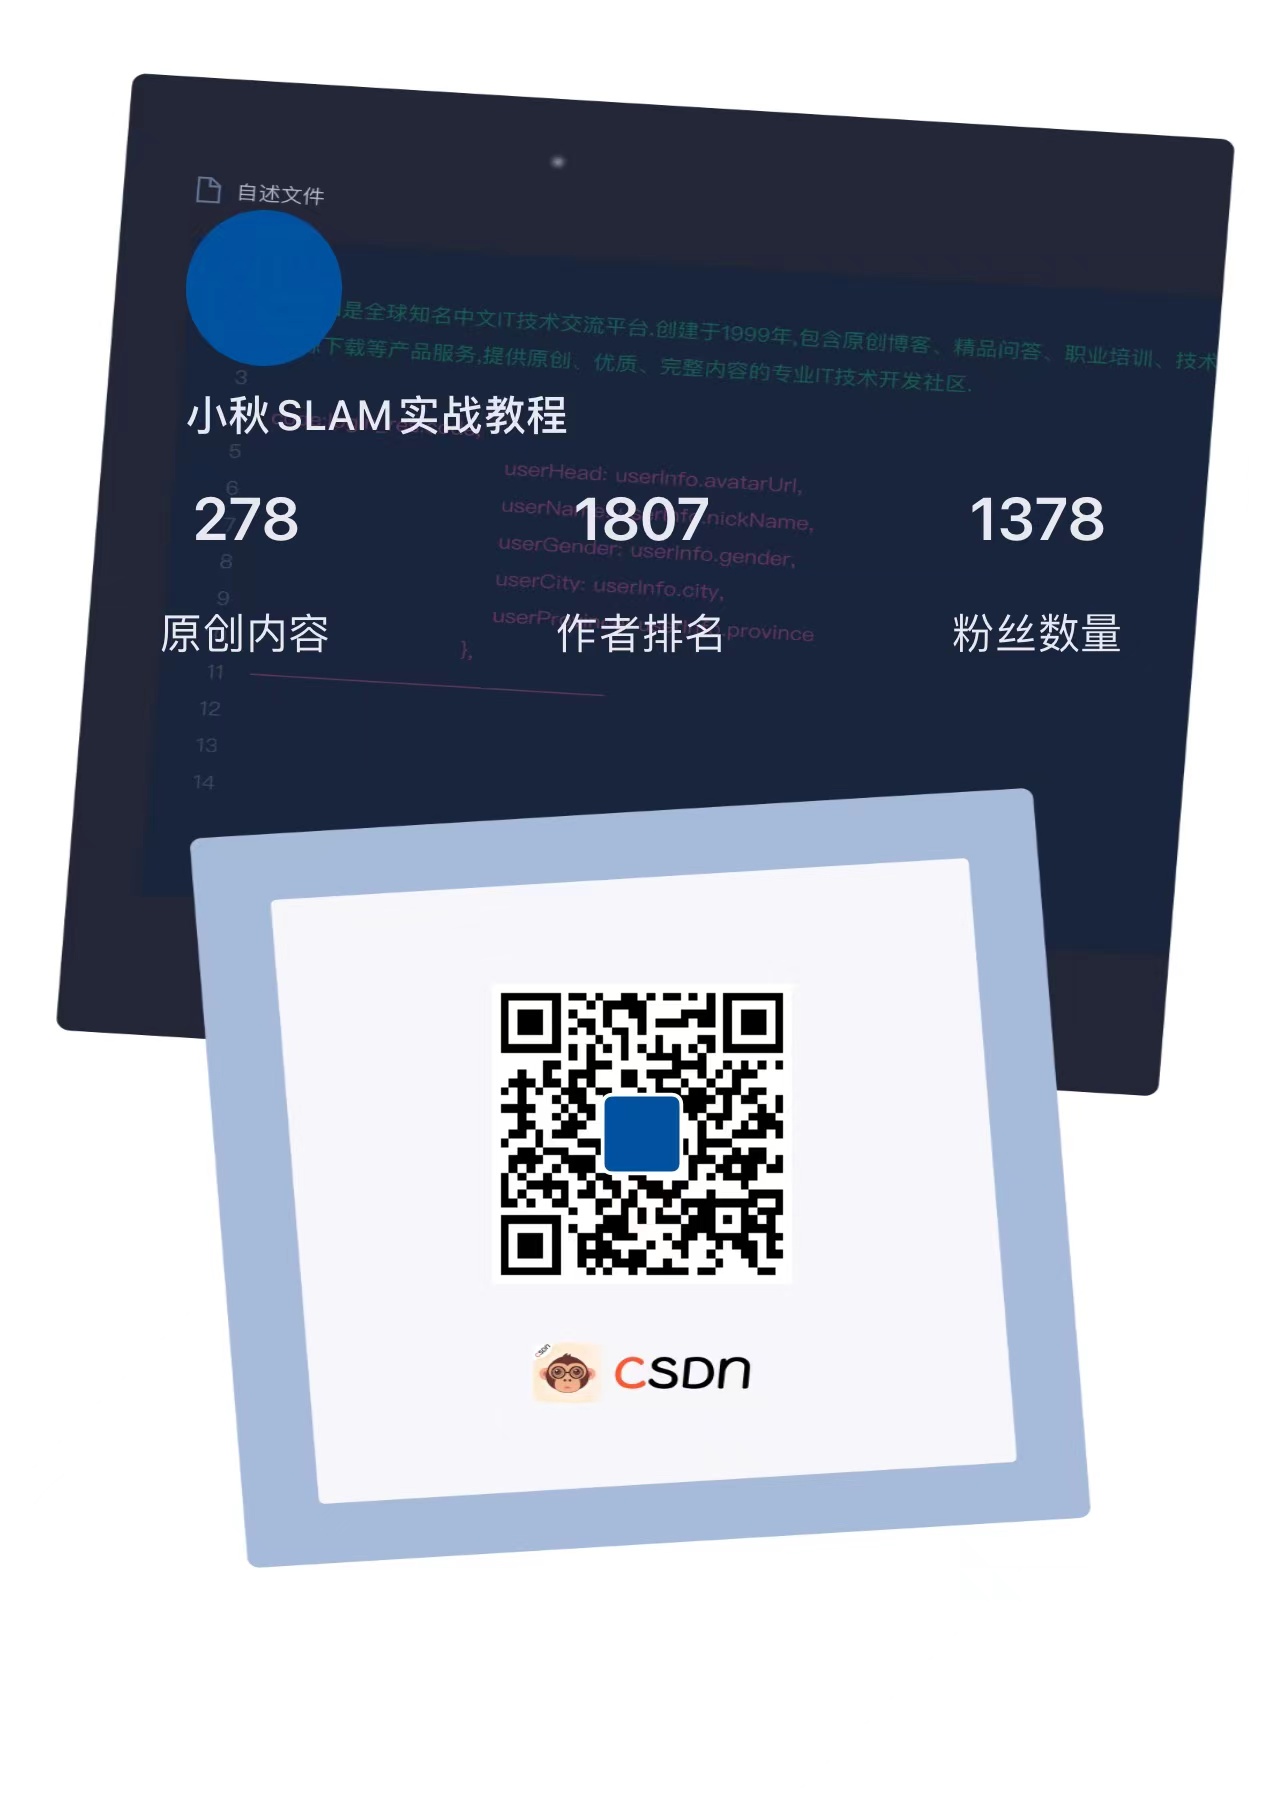 自述文件
是全球知名中文IT技术交流平台.创建于1999年,包含原创博客、精品问答、职业培训、技术
下载等产品服务,提供原创、优质、完整内容的专业IT技术开发社区.
3
小秋SLAM实战教程
5
userHead: userInfo.avatarUrl,
6
278
1807
1378
7
userName: userInfo.nickName,
8
userGender: userInfo.gender,
9
userCity: userInfo.city,
原创内容
作者排名
粉丝数量
province
},
11
12
13
14
CSDN
CSDN